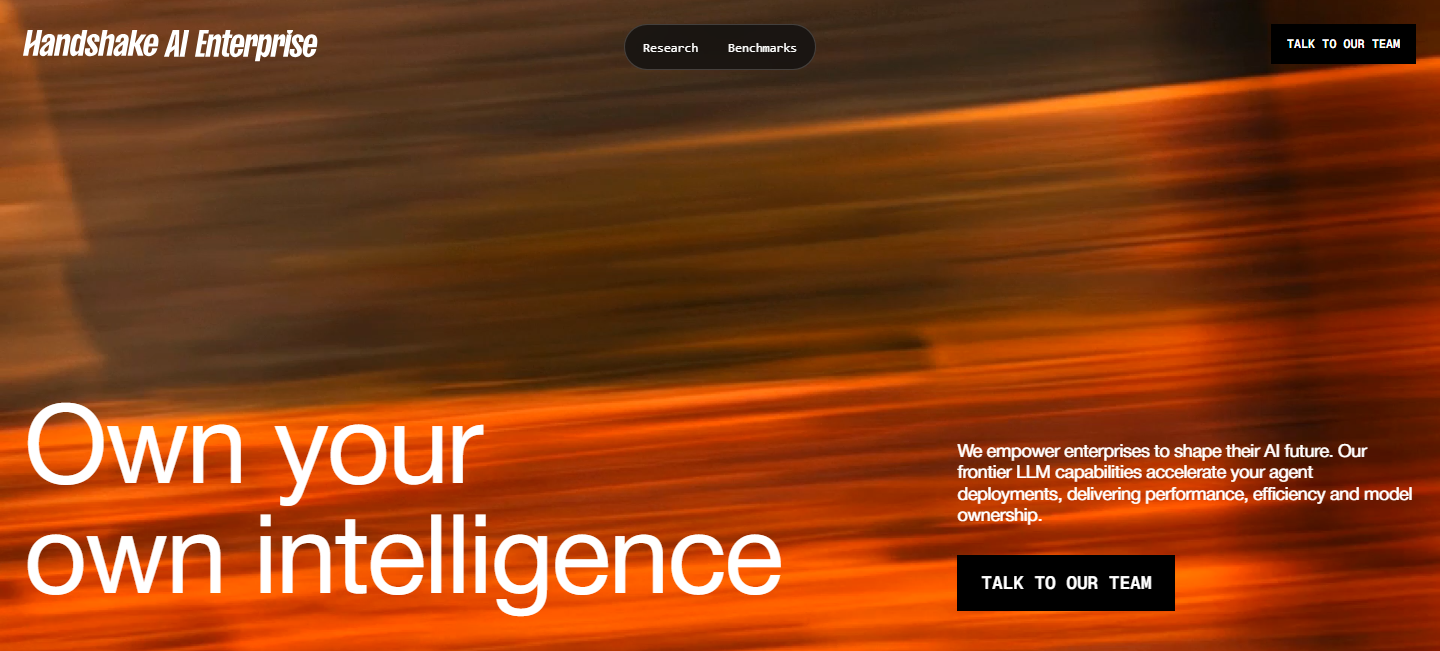 Handshake AI Enterprise
Research
Benchmarks
TALK TO OUR TEAM
Own your
own intelligence
We empower enterprises to shape their AI future. Our
frontier LLM capabilities accelerate your agent
deployments, delivering performance, efficiency and model
ownership.
TALK TO OUR TEAM